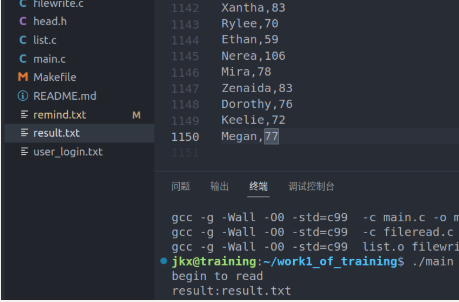 filewrite.c
C head.h
C list.c
C main.c
M Makefile
README.md
remind.txt M
result.txt
user_login.txt
1142 Xantha,83
1143 Rylee,70
1144 Ethan,59
1145 Nerea,106
1146 Mira,78
1147 Zenaida,83
1148 Dorothy,76
1149 Keelie,72
1150 Megan,77
1151
问题 输出 终端 调试控制台
gcc -g -Wall -O0 -std=c99 -c main.c -o m
gcc -g -Wall -O0 -std=c99 -c fileread.c
gcc -g -Wall -O0 -std=c99 list.o filewri
jkx@training:~/work1_of_training$ ./main
begin to read
result:result.txt